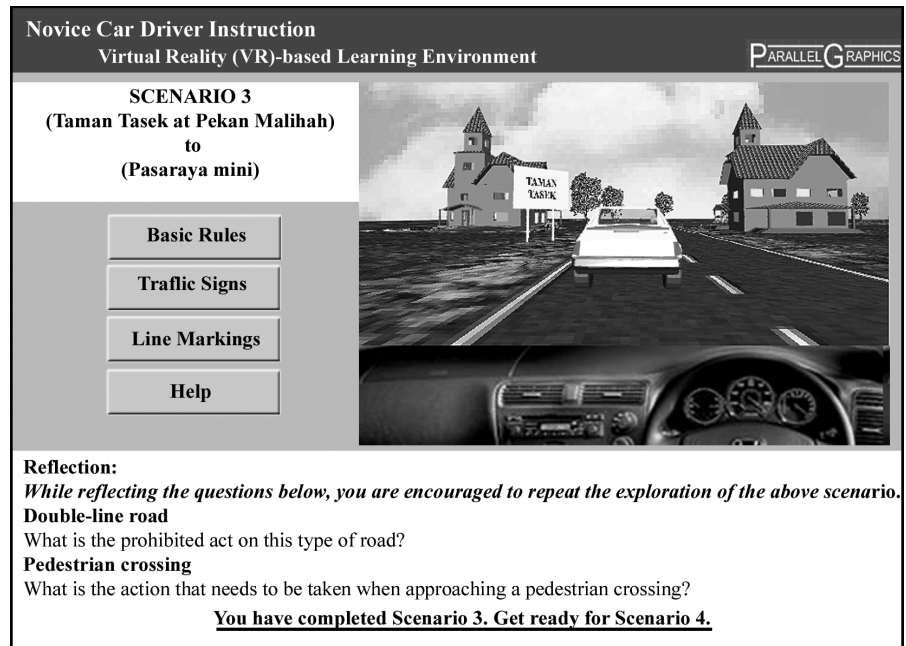 Novice Car Driver Instruction
Virtual Reality (VR)-based Learning Environment
PARALLELGRAPHICS
SCENARIO 3
(Taman Tasek at Pekan Malihah)
to
(Pasaraya mini)
TAMAN
TASEK
Basic Rules
Traflic Signs
Line Markings
Help
Reflection:
While reflecting the questions below, you are encouraged to repeat the exploration of the above scenario.
Double-line road
What is the prohibited act on this type of road?
Pedestrian crossing
What is the action that needs to be taken when approaching a pedestrian crossing?
You have completed Scenario 3. Get ready for Scenario 4.